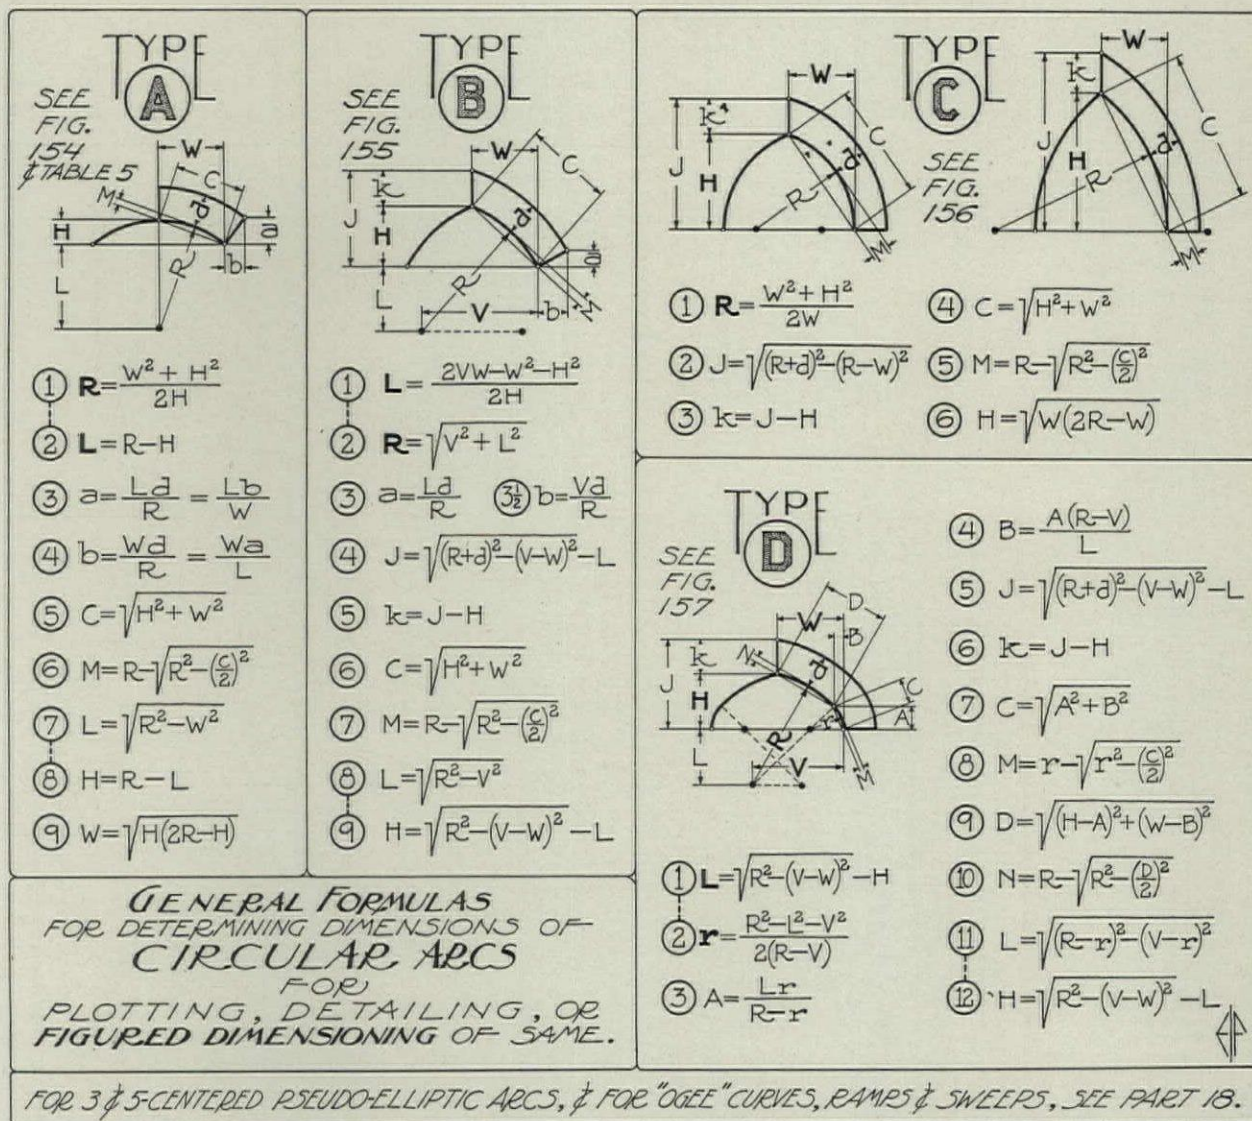 TYPE
A
SEE
FIG.
154
& TABLE 5
W
C
M
d
H
a
R
b
L
① R=(W²+H²)/2H
② L=R-H
③ a=Ld/R=Lb/W
④ b=Wd/R=Wa/L
⑤ C=√(H²+W²)
⑥ M=R-√(R²-(C/2)²)
⑦ L=√(R²-W²)
⑧ H=R-L
⑨ W=√(H(2R-H))
TYPE
B
SEE
FIG.
155
W
C
k
J
d
H
a
R
L
V
b
M
① L=(2VW-W²-H²)/2H
② R=√(V²+L²)
③ a=Ld/R ③½ b=Vd/R
④ J=√((R+d)²-(V-W)²)-L
⑤ k=J-H
⑥ C=√(H²+W²)
⑦ M=R-√(R²-(C/2)²)
⑧ L=√(R²-V²)
⑨ H=√(R²-(V-W)²)-L
TYPE
C
SEE
FIG.
156
W
k
C
J
d
H
R
M
W
k
J
C
H
d
R
M
① R=(W²+H²)/2W
② J=√((R+d)²-(R-W)²)
③ k=J-H
④ C=√(H²+W²)
⑤ M=R-√(R²-(C/2)²)
⑥ H=√(W(2R-W))
TYPE
D
SEE
FIG.
157
D
W
B
N
k
d
J
H
C
A
r
R
L
V
M
① L=√(R²-(V-W)²)-H
② r=(R²-L²-V²)/2(R-V)
③ A=Lr/(R-r)
④ B=A(R-V)/L
⑤ J=√((R+d)²-(V-W)²)-L
⑥ k=J-H
⑦ C=√(A²+B²)
⑧ M=r-√(r²-(C/2)²)
⑨ D=√((H-A)²+(W-B)²)
⑩ N=R-√(R²-(D/2)²)
⑪ L=√((R-r)²-(V-r)²)
⑫ H=√(R²-(V-W)²)-L
GENERAL FORMULAS
FOR DETERMINING DIMENSIONS OF
CIRCULAR ARCS
FOR
PLOTTING, DETAILING, OR
FIGURED DIMENSIONING OF SAME.
FOR 3 & 5-CENTERED PSEUDO-ELLIPTIC ARCS, & FOR "OGEE" CURVES, RAMPS & SWEEPS, SEE PART 18.